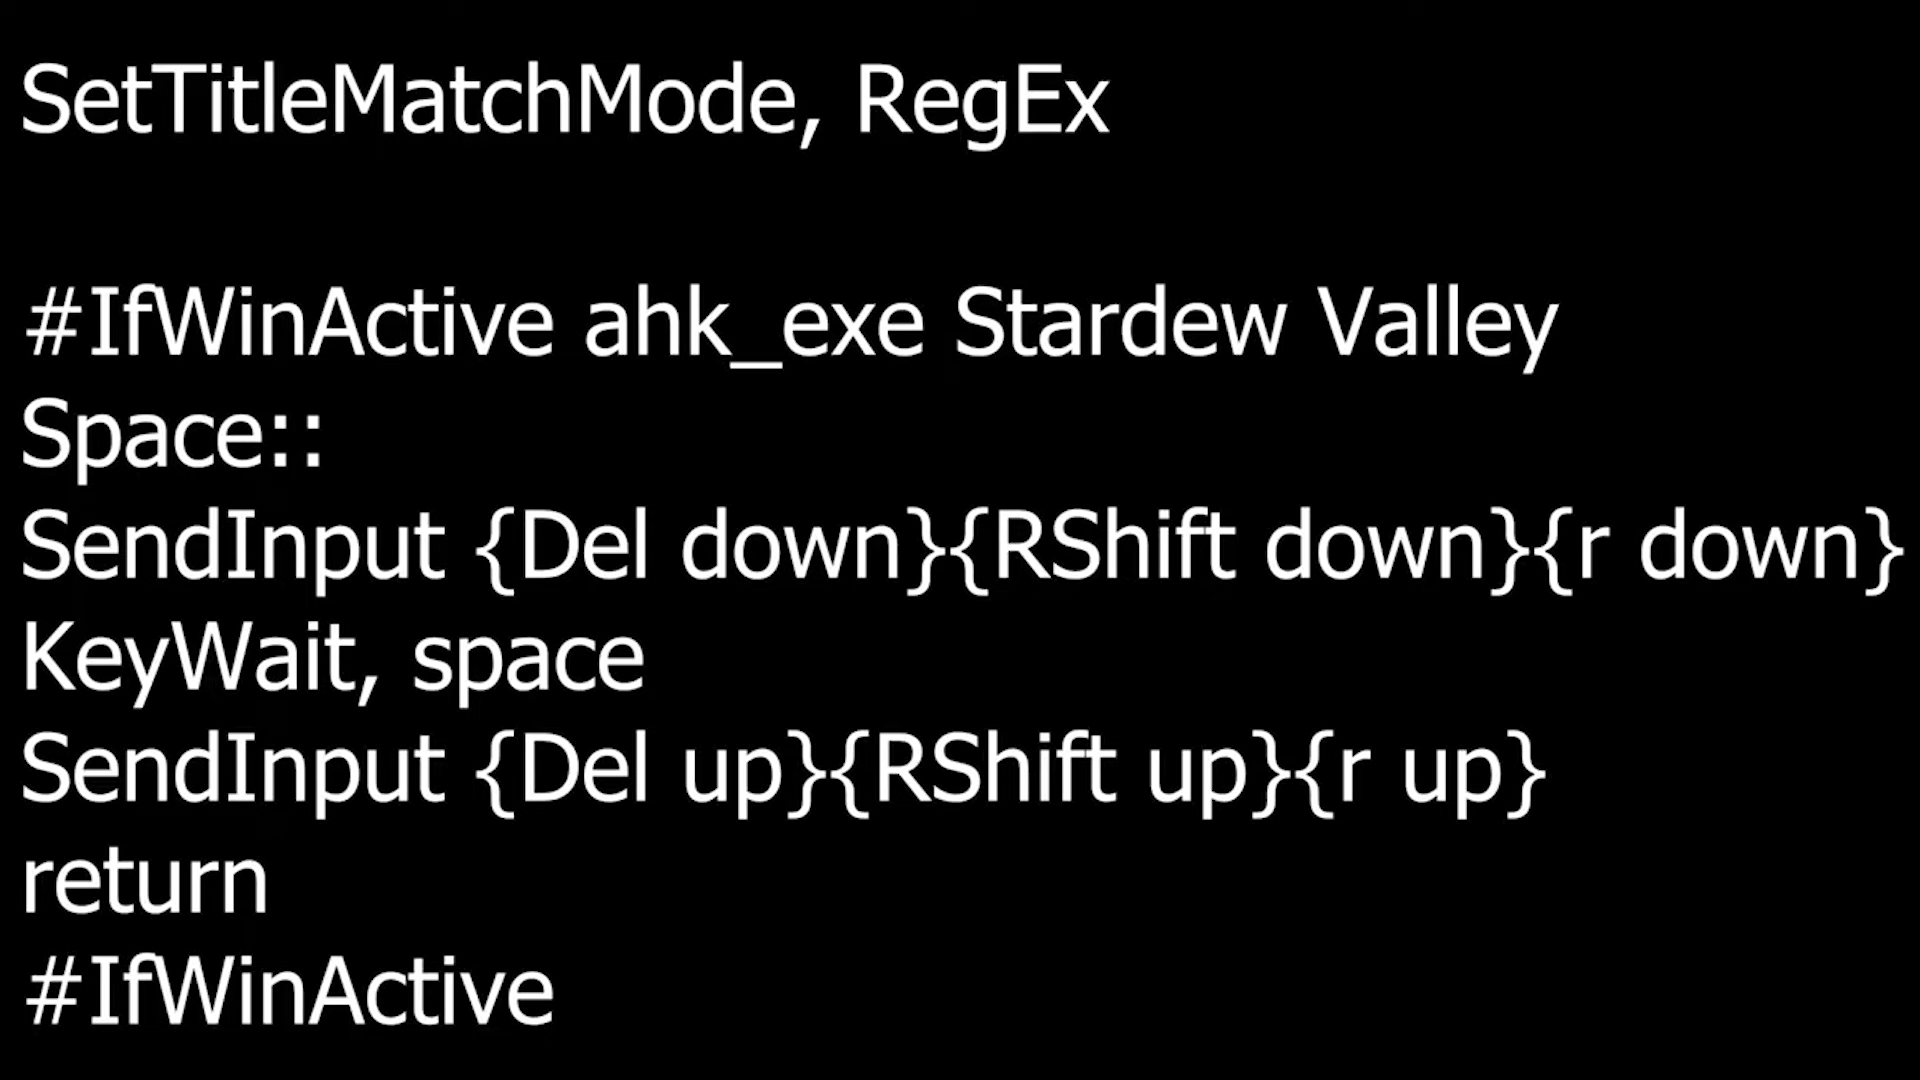 SetTitleMatchMode, RegEx
#IfWinActive ahk_exe Stardew Valley
Space::
SendInput {Del down}{RShift down}{r down}
KeyWait, space
SendInput {Del up}{RShift up}{r up}
return
#IfWinActive